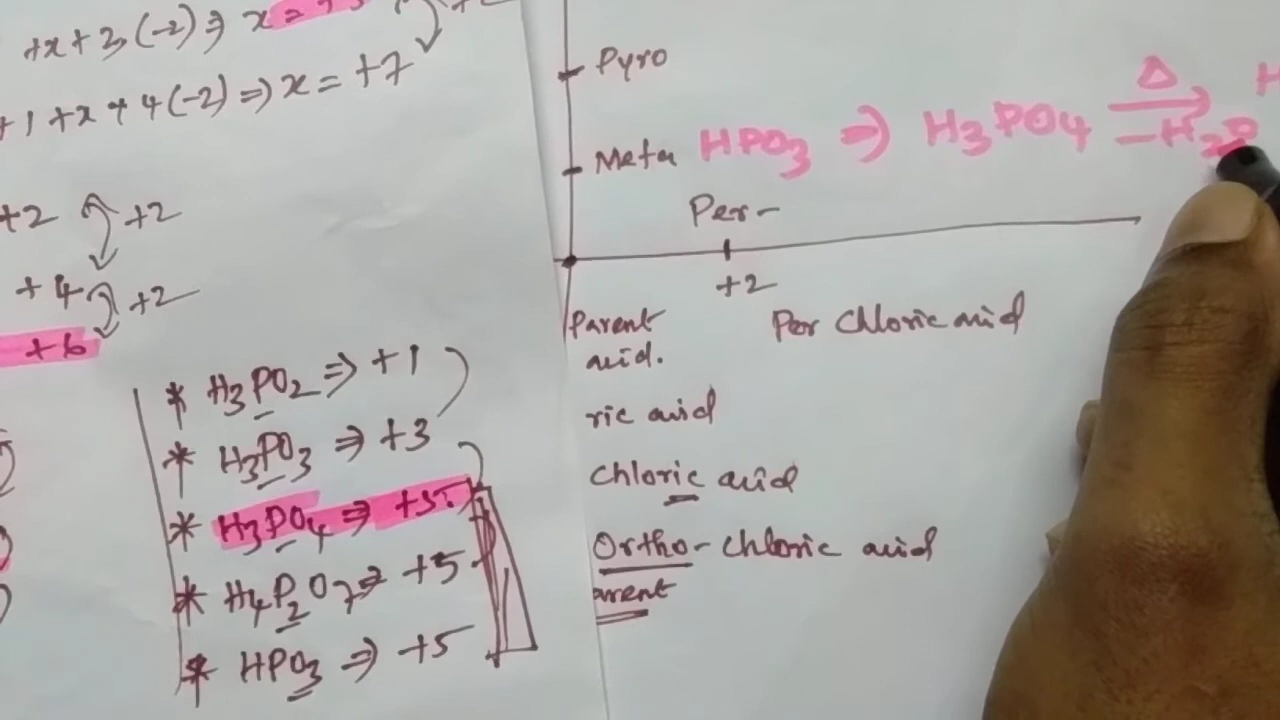 +x+3(-2) ⇒ x = +5
+1+x+4(-2) ⇒ x = +7
+2 +2
+4 +2
+6
* H3PO2 ⇒ +1
* H3PO3 ⇒ +3
* H3PO4 ⇒ +5
* H4P2O7 ⇒ +5
* HPO3 ⇒ +5
Pyro
Meta HPO3 ⇒ H3PO4 Δ→ -H2O H
Per-
+2
Parent acid.
Per Chloric acid
ric acid
Chloric acid
Ortho-chloric acid
arent